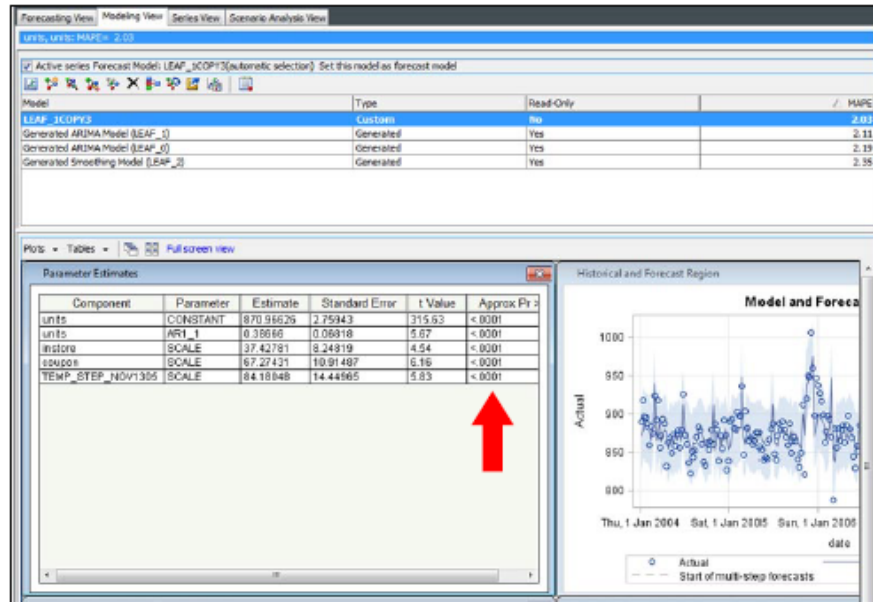 Forecasting View Modeling View Series View Scenario Analysis View
units, units: MAPE= 2.03
Active series Forecast Model: LEAF_1COPY3(automatic selection) Set this model as forecast model
Model Type Read-Only MAPE
LEAF_1COPY3 Custom No 2.03
Generated ARIMA Model (LEAF_1) Generated Yes 2.11
Generated ARIMA Model (LEAF_0) Generated Yes 2.19
Generated Smoothing Model (LEAF_2) Generated Yes 2.35
Plots Tables Full screen view
Parameter Estimates
Component Parameter Estimate Standard Error t Value Approx Pr >
units CONSTANT 870.96626 2.75943 315.63 <.0001
units AR1_1 0.38666 0.06818 5.67 <.0001
instore SCALE 37.42781 8.24819 4.54 <.0001
coupon SCALE 67.27431 10.91487 6.16 <.0001
TEMP_STEP_NOV1305 SCALE 84.18048 14.44965 5.83 <.0001
Historical and Forecast Region
Model and Foreca
1000
950
900
850
800
Actual
Thu, 1 Jan 2004 Sat, 1 Jan 2005 Sun, 1 Jan 2006
date
Actual
Start of multi-step forecasts